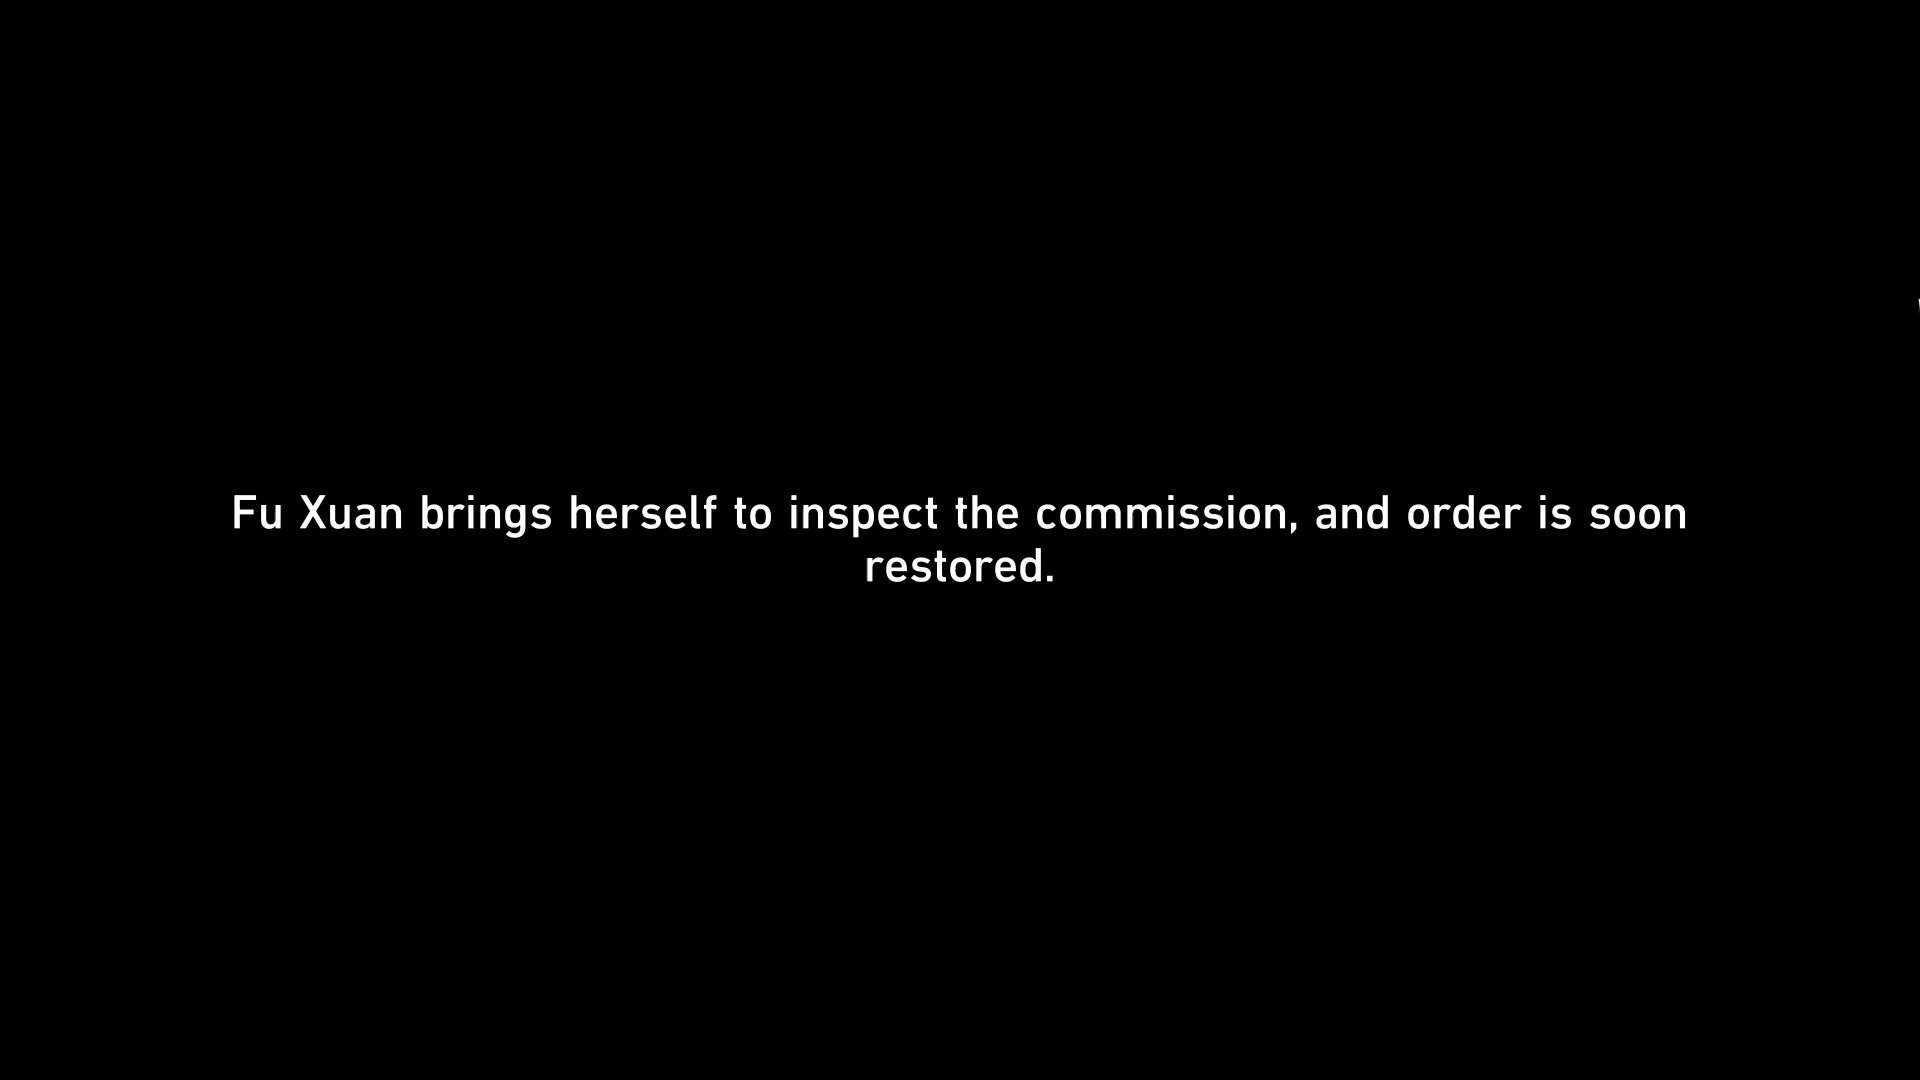 Fu Xuan brings herself to inspect the commission, and order is soon
restored.